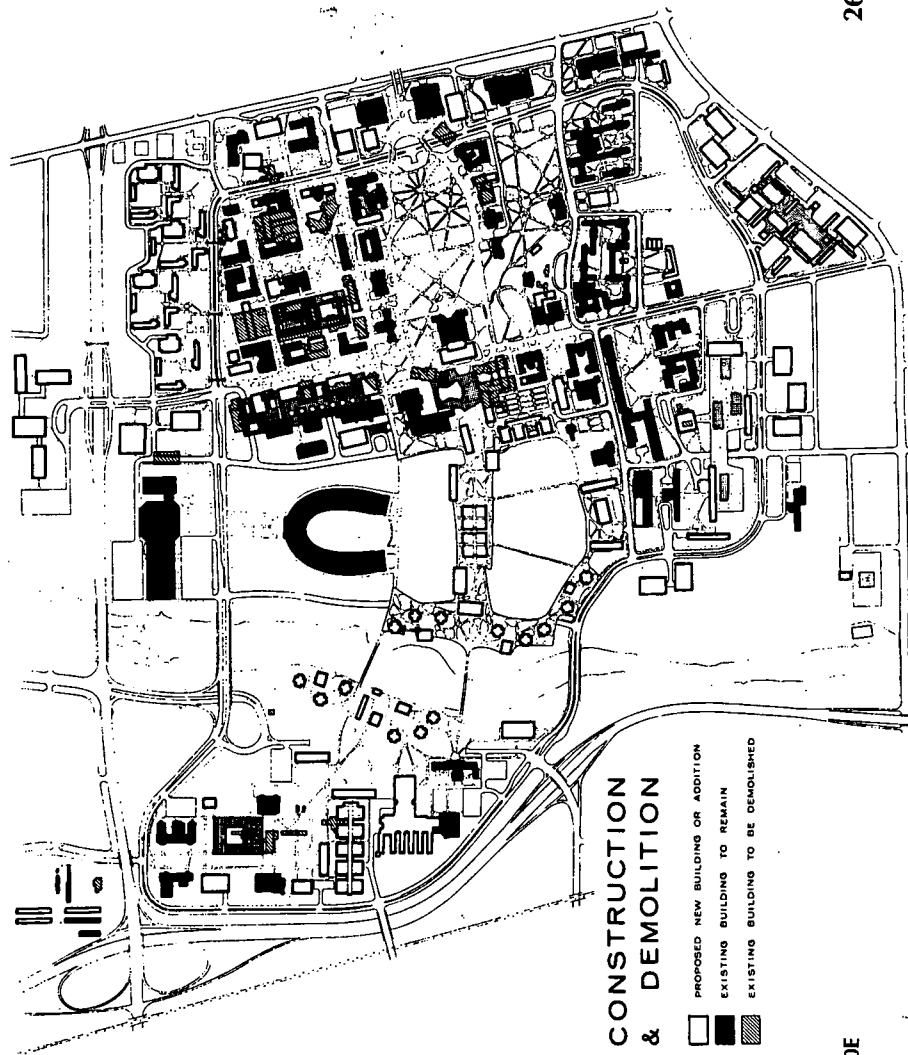 CONSTRUCTION
& DEMOLITION
PROPOSED NEW BUILDING OR ADDITION
EXISTING BUILDING TO REMAIN
EXISTING BUILDING TO BE DEMOLISHED